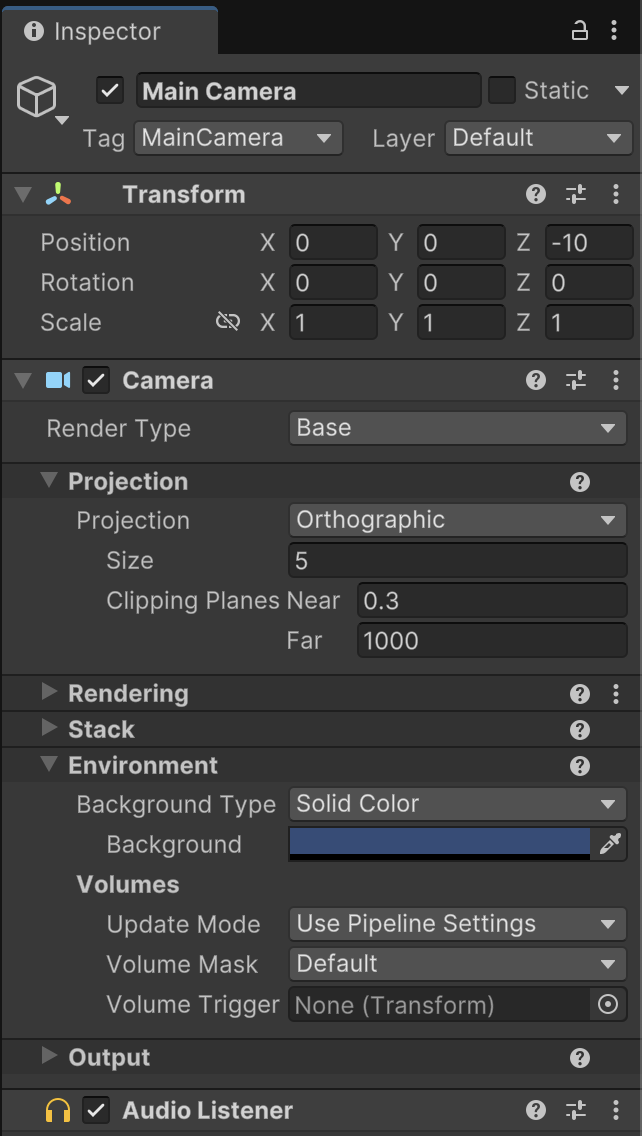 Inspector
Main Camera Static
Tag MainCamera Layer Default
Transform
Position X 0 Y 0 Z -10
Rotation X 0 Y 0 Z 0
Scale X 1 Y 1 Z 1
Camera
Render Type Base
Projection
Projection Orthographic
Size 5
Clipping Planes Near 0.3
Far 1000
Rendering
Stack
Environment
Background Type Solid Color
Background
Volumes
Update Mode Use Pipeline Settings
Volume Mask Default
Volume Trigger None (Transform)
Output
Audio Listener